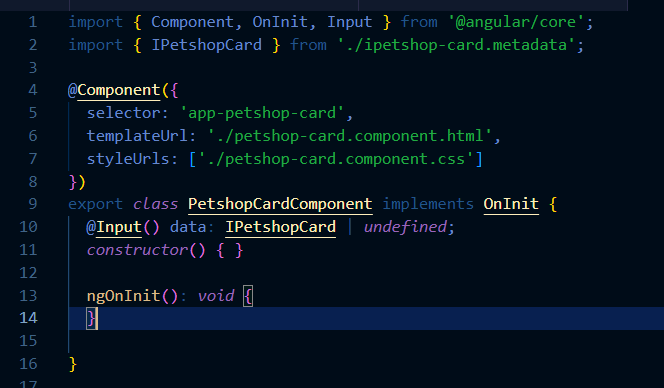 1 import { Component, OnInit, Input } from '@angular/core';
2 import { IPetshopCard } from './ipetshop-card.metadata';
3
4 @Component({
5   selector: 'app-petshop-card',
6   templateUrl: './petshop-card.component.html',
7   styleUrls: ['./petshop-card.component.css']
8 })
9 export class PetshopCardComponent implements OnInit {
10   @Input() data: IPetshopCard | undefined;
11   constructor() { }
12
13   ngOnInit(): void {
14   }
15
16 }
17